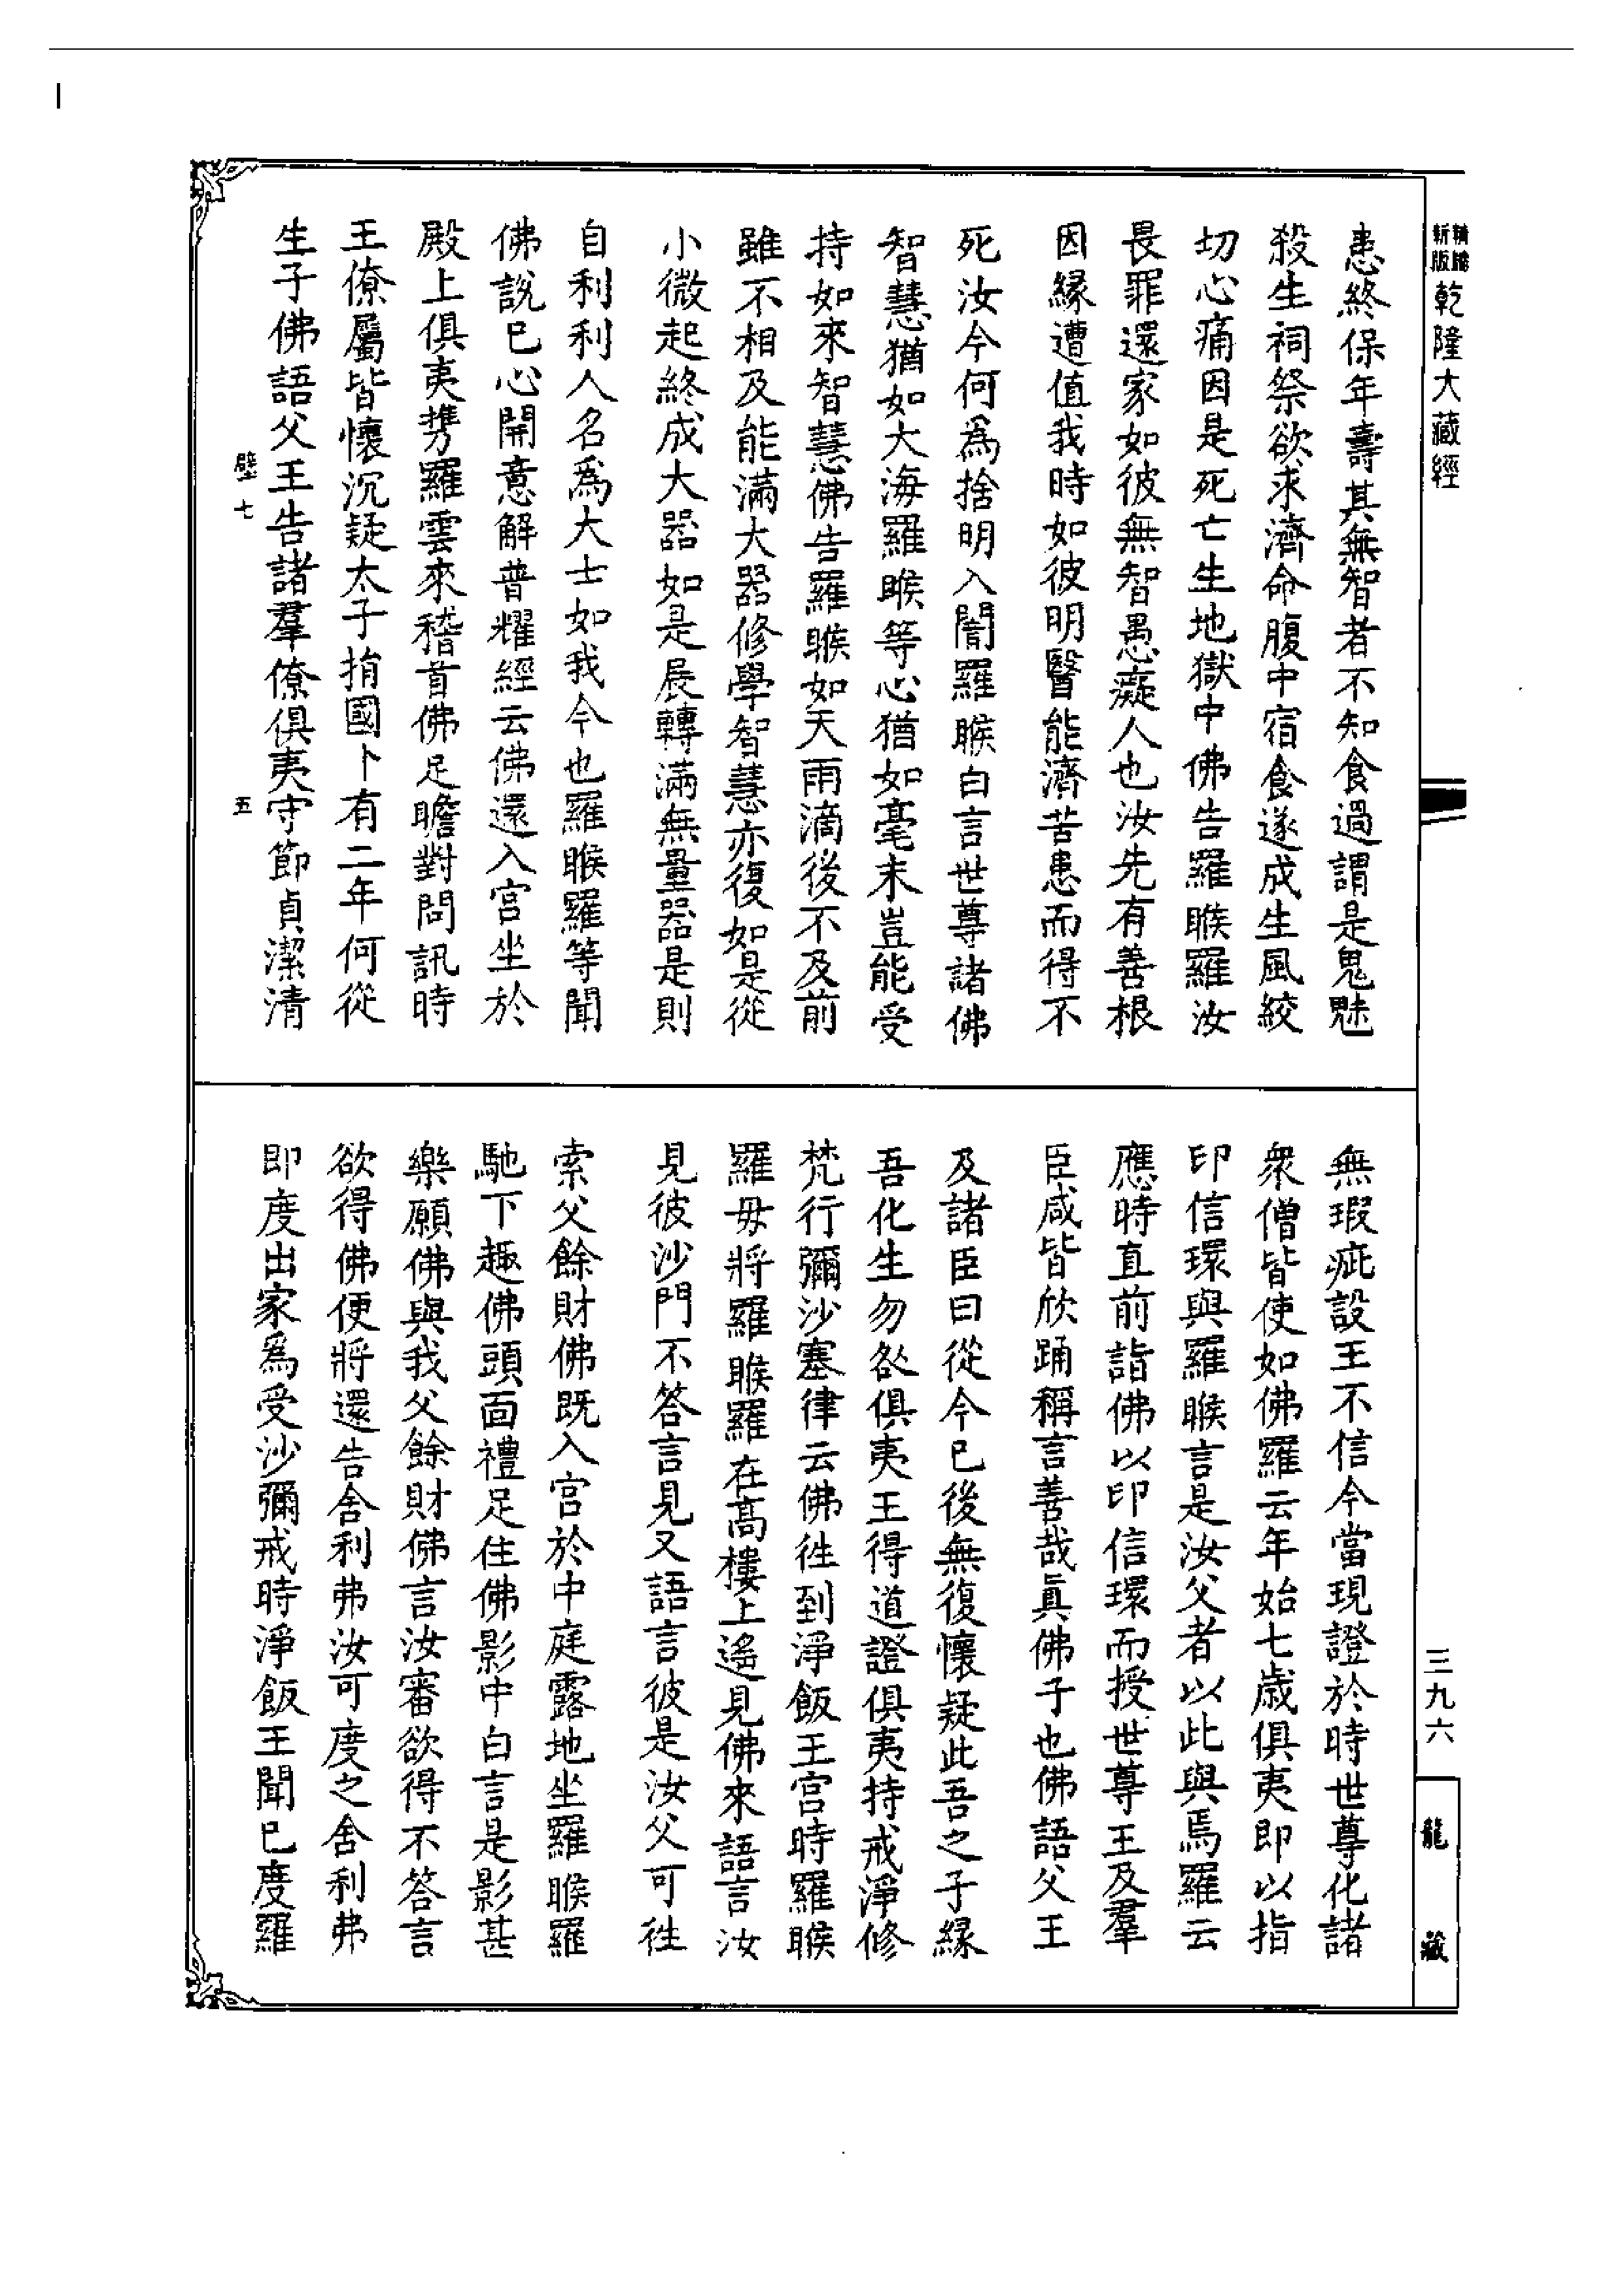 新版
乾隆大藏經
患終保年壽其無智者不知食過謂是鬼魅
殺生祠祭欲求濟命腹中宿食遂成生風絞
切心痛因是死亡生地獄中佛告羅睺羅汝
畏罪還家如彼無智愚癡人也汝先有善根
因緣遭值我時如彼明醫能濟苦患而得不
死汝今何為捨明入闇羅睺白言世尊諸佛
智慧猶如大海羅睺等心猶如毫末豈能受
持如來智慧佛告羅睺如天雨滴後不及前
雖不相及能滿大器修學智慧亦復如是從
小微起終成大器如是展轉滿無量器是則
自利利人名爲大士如我今也羅睺羅等聞
佛說已心開意解普耀經云佛還入宮坐於
殿上俱夷攜羅雲來稽首佛足瞻對問訊時
王僚屬皆懷沉疑太子捐國卜有二年何從
生子佛語父王告諸羣僚俱夷守節貞潔清
壁七
五
無瑕疵設王不信今當現證於時世尊化諸
衆僧皆使如佛羅云年始七歲俱夷即以指
印信環與羅睺言是汝父者以此與焉羅云
應時直前詣佛以印信環而授世尊王及羣
臣咸皆欣踊稱言善哉真佛子也佛語父王
及諸臣曰從今已後無復懷疑此吾之子緣
吾化生勿咎俱夷王得道證俱夷持戒淨修
梵行彌沙塞律云佛徃到淨飯王宮時羅睺
羅母將羅睺羅在高樓上遙見佛來語言汝
見彼沙門不答言見又語言彼是汝父可徃
索父餘財佛既入宮於中庭露地坐羅睺羅
馳下趣佛頭面禮足住佛影中白言是影甚
樂願佛與我父餘財佛言汝審欲得不答言
欲得佛便將還告舍利弗汝可度之舍利弗
即度出家爲受沙彌戒時淨飯王聞已度羅
三九六
龍藏